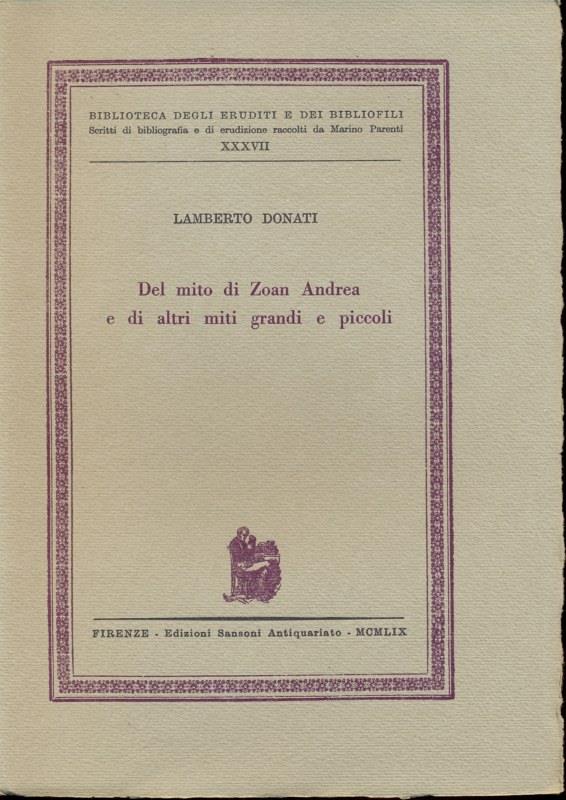 BIBLIOTECA DEGLI ERUDITI E DEI BIBLIOFILI
Scritti di bibliografia e di erudizione raccolti da Marino Parenti
XXXVII
LAMBERTO DONATI
Del mito di Zoan Andrea
e di altri miti grandi e piccoli
FIRENZE - Edizioni Sansoni Antiquariato - MCMLIX